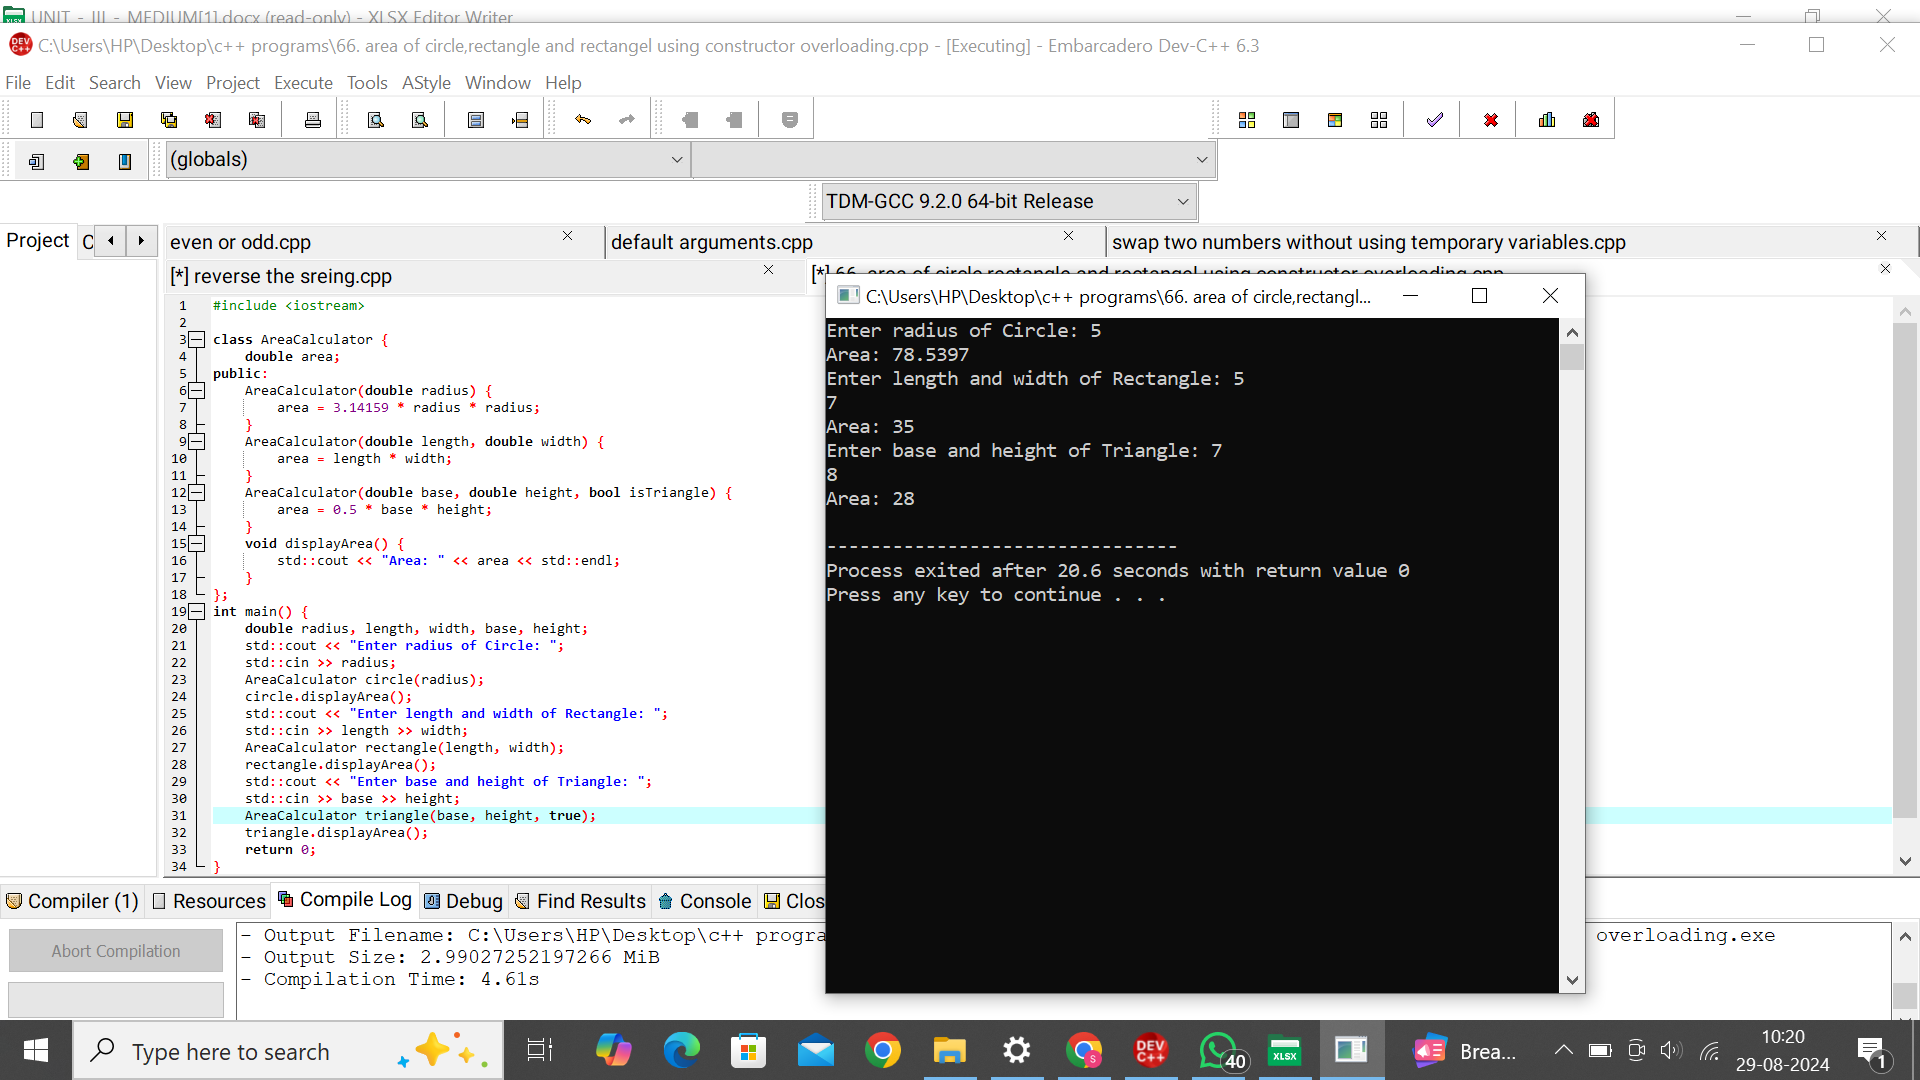 UNIT - III - MEDIUM[1].docx (read-only) - XLSX Editor Writer
C:\Users\HP\Desktop\c++ programs\66. area of circle,rectangle and rectangel using constructor overloading.cpp - [Executing] - Embarcadero Dev-C++ 6.3
File Edit Search View Project Execute Tools AStyle Window Help
(globals)
TDM-GCC 9.2.0 64-bit Release
Project
even or odd.cpp
default arguments.cpp
swap two numbers without using temporary variables.cpp
[*] reverse the sreing.cpp
[*] 66. area of circle,rectangle and rectangel using constructor overloading.cpp
1 #include <iostream>
2
3 class AreaCalculator {
4 double area;
5 public:
6 AreaCalculator(double radius) {
7 area = 3.14159 * radius * radius;
8 }
9 AreaCalculator(double length, double width) {
10 area = length * width;
11 }
12 AreaCalculator(double base, double height, bool isTriangle) {
13 area = 0.5 * base * height;
14 }
15 void displayArea() {
16 std::cout << "Area: " << area << std::endl;
17 }
18 };
19 int main() {
20 double radius, length, width, base, height;
21 std::cout << "Enter radius of Circle: ";
22 std::cin >> radius;
23 AreaCalculator circle(radius);
24 circle.displayArea();
25 std::cout << "Enter length and width of Rectangle: ";
26 std::cin >> length >> width;
27 AreaCalculator rectangle(length, width);
28 rectangle.displayArea();
29 std::cout << "Enter base and height of Triangle: ";
30 std::cin >> base >> height;
31 AreaCalculator triangle(base, height, true);
32 triangle.displayArea();
33 return 0;
34 }
C:\Users\HP\Desktop\c++ programs\66. area of circle,rectangl...
Enter radius of Circle: 5
Area: 78.5397
Enter length and width of Rectangle: 5
7
Area: 35
Enter base and height of Triangle: 7
8
Area: 28
--------------------------------
Process exited after 20.6 seconds with return value 0
Press any key to continue . . .
Compiler (1) Resources Compile Log Debug Find Results Console Clos
Abort Compilation
- Output Filename: C:\Users\HP\Desktop\c++ progra overloading.exe
- Output Size: 2.99027252197266 MiB
- Compilation Time: 4.61s
Type here to search
DEV C++
40
XLSX
Brea...
10:20
29-08-2024
1